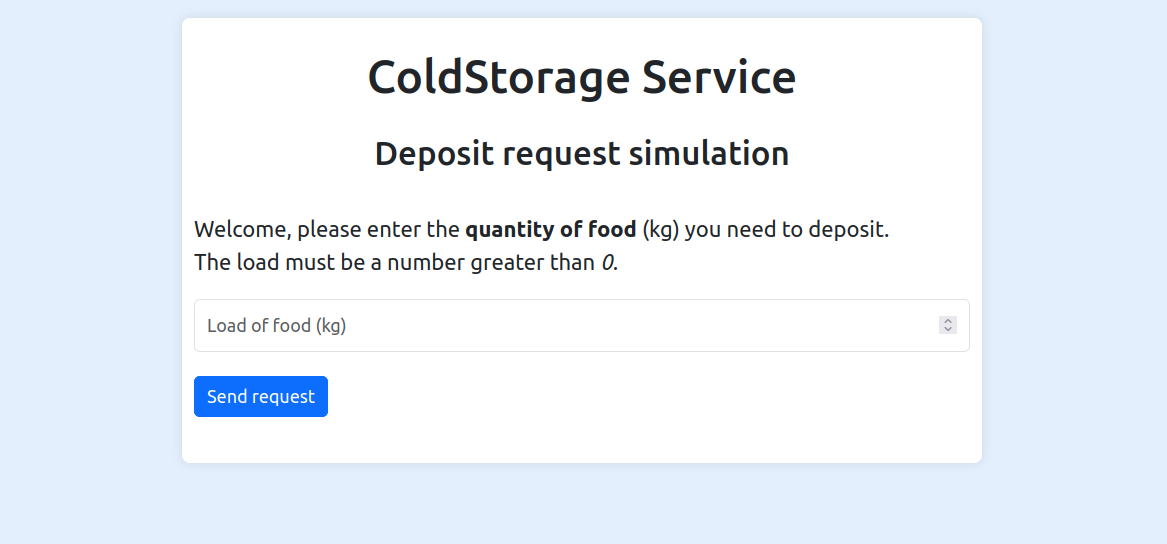 ColdStorage Service
Deposit request simulation
Welcome, please enter the quantity of food (kg) you need to deposit.
The load must be a number greater than 0.
Load of food (kg)
Send request